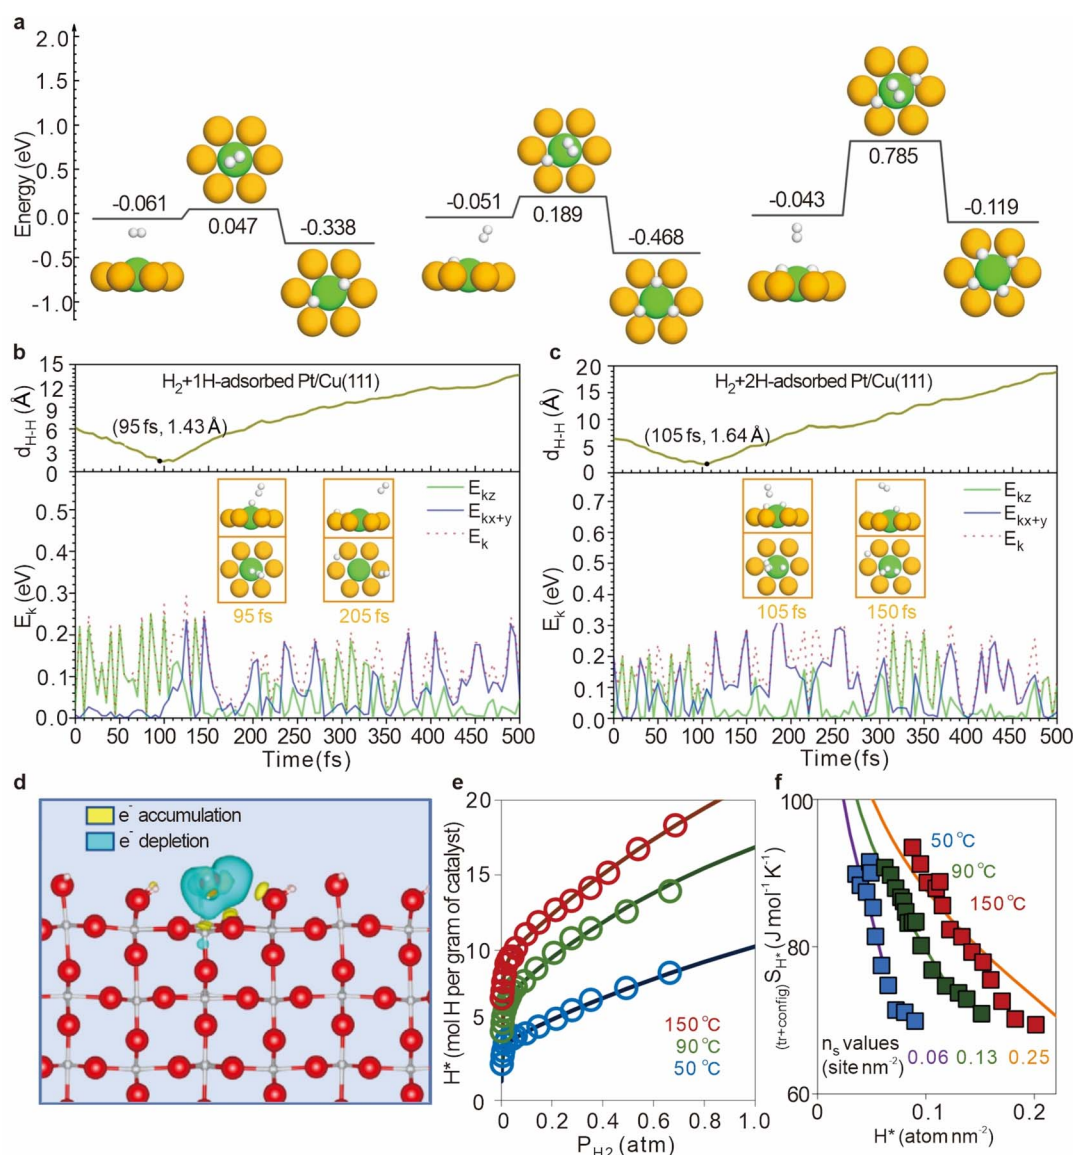 a
Energy (eV)
2.0
1.5
1.0
0.5
0.0
-0.5
-1.0
-0.061
0.047
-0.338
-0.051
0.189
-0.468
-0.043
0.785
-0.119
b
d_H-H (Å)
15
12
9
6
3
0
H₂+1H-adsorbed Pt/Cu(111)
(95 fs, 1.43 Å)
E_k (eV)
0.5
0.4
0.3
0.2
0.1
0.0
E_kz
E_kx+y
E_k
95 fs
205 fs
0 50 100 150 200 250 300 350 400 450 500
Time(fs)
c
d_H-H (Å)
20
15
10
5
0
H₂+2H-adsorbed Pt/Cu(111)
(105 fs, 1.64 Å)
E_k (eV)
0.7
0.6
0.5
0.4
0.3
0.2
0.1
0.0
E_kz
E_kx+y
E_k
105 fs
150 fs
0 50 100 150 200 250 300 350 400 450 500
Time(fs)
d
e⁻ accumulation
e⁻ depletion
e
H* (mol H per gram of catalyst)
20
15
10
5
0
150 °C
90 °C
50 °C
0 0.2 0.4 0.6 0.8 1.0
P_H2 (atm)
f
(tr+config) S_H* (J mol⁻¹ K⁻¹)
100
80
60
50 °C
90 °C
150 °C
n_s values
(site nm⁻²) 0.06 0.13 0.25
0 0.1 0.2
H* (atom nm⁻²)